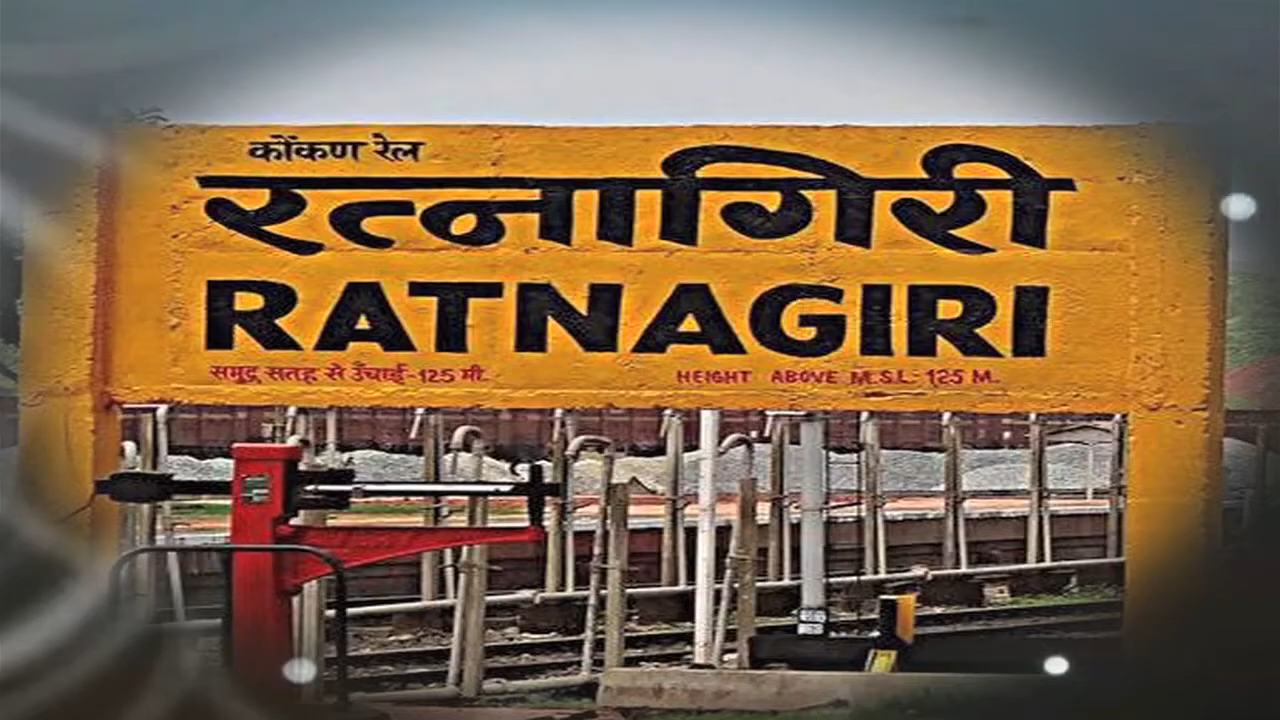 कोंकण रेल
रत्नागिरी
RATNAGIRI
समुद्र सतह से उँचाई-125 मी.
HEIGHT ABOVE M.S.L- 125 M.